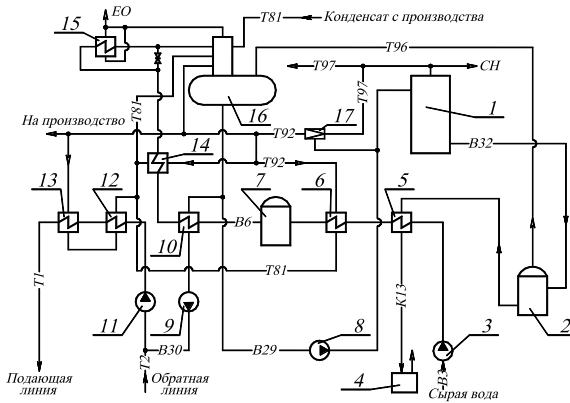 ЕО
15
Т81
Конденсат с производства
Т96
Т97
СН
Т81
16
Т97
1
На производство
Т92
17
В32
14
Т92
13
12
7
6
5
10
В6
Т81
Т1
К13
11
9
8
3
2
В30
В29
4
Т2
В3
Подающая
линия
Обратная
линия
Сырая вода